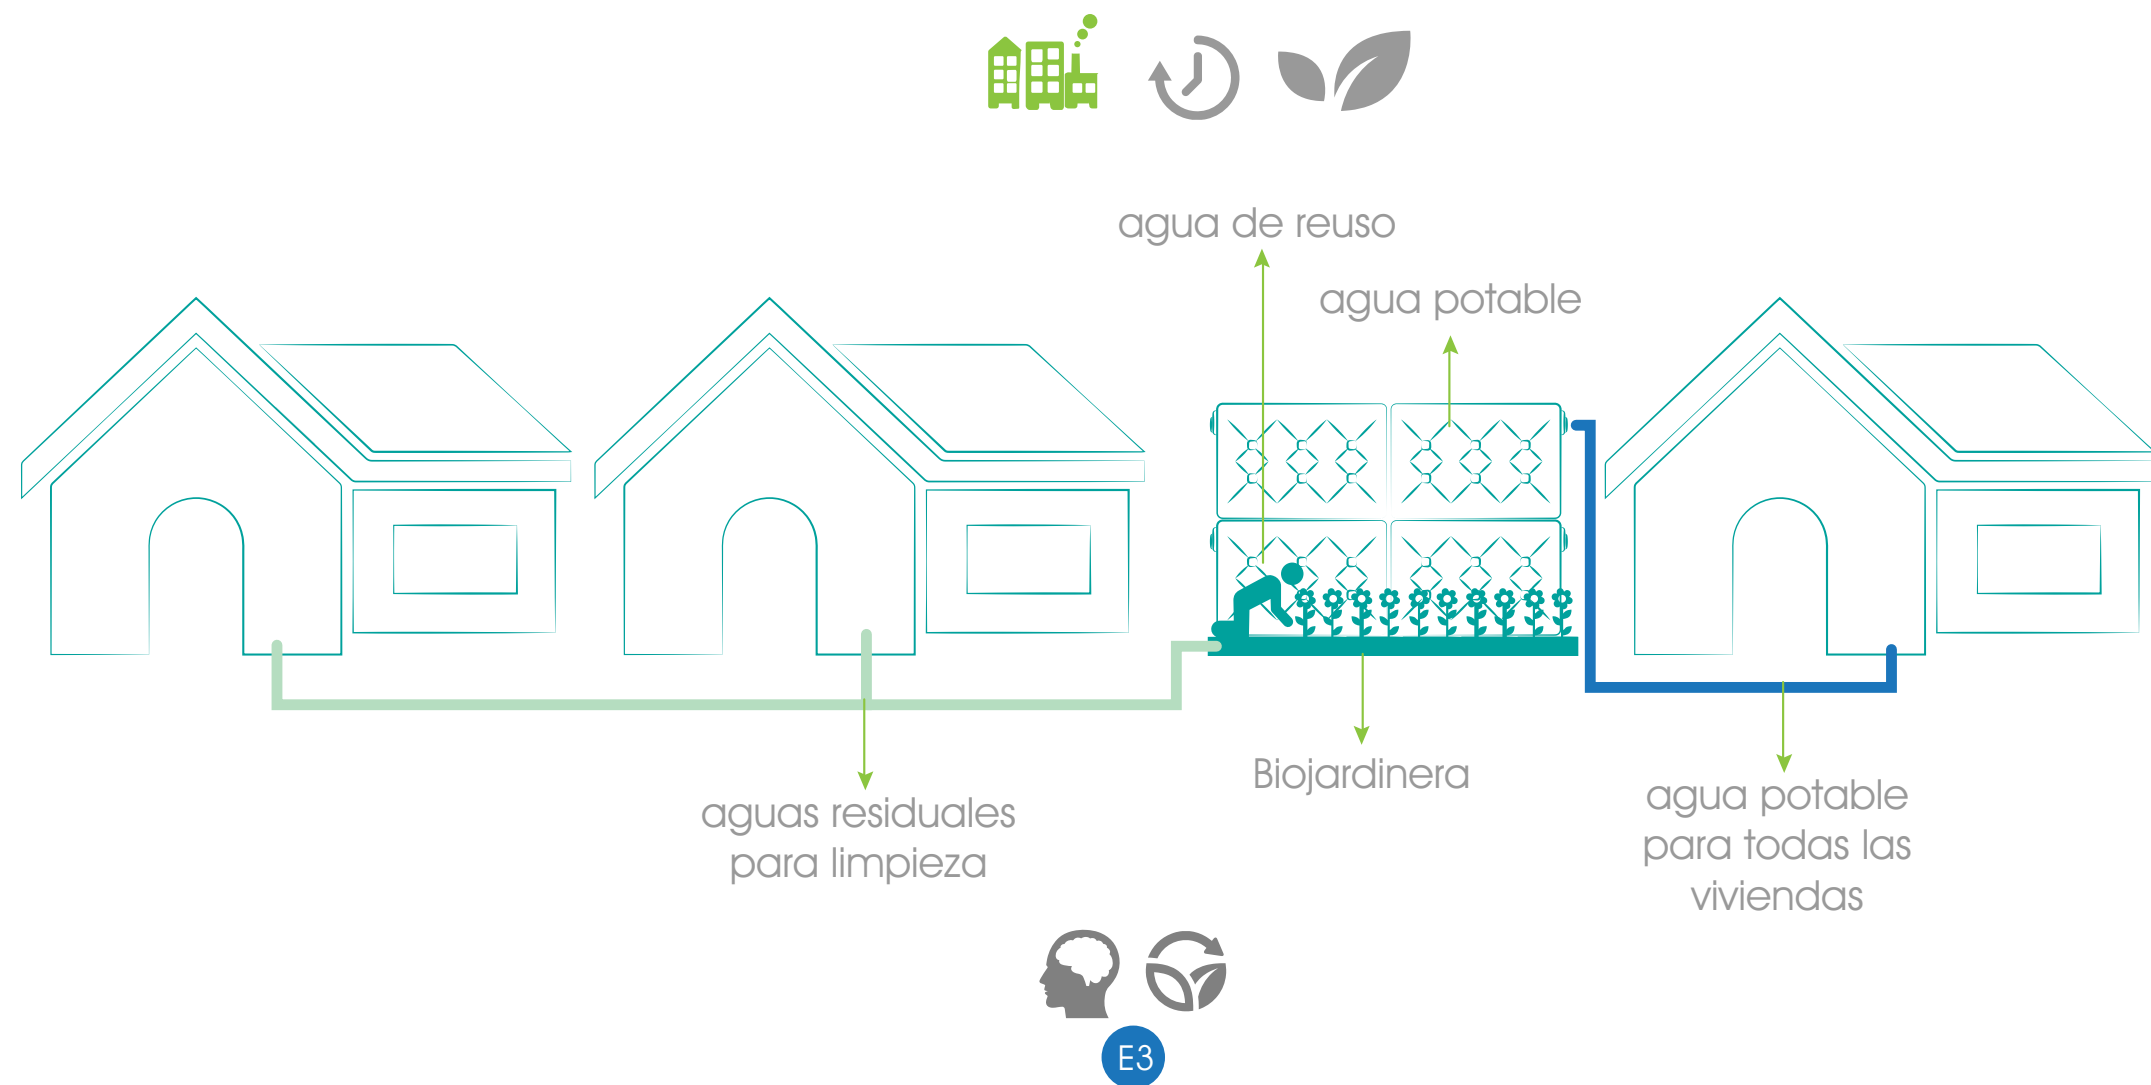 agua de reuso
agua potable
Biojardinera
aguas residuales
para limpieza
agua potable
para todas las
viviendas
E3